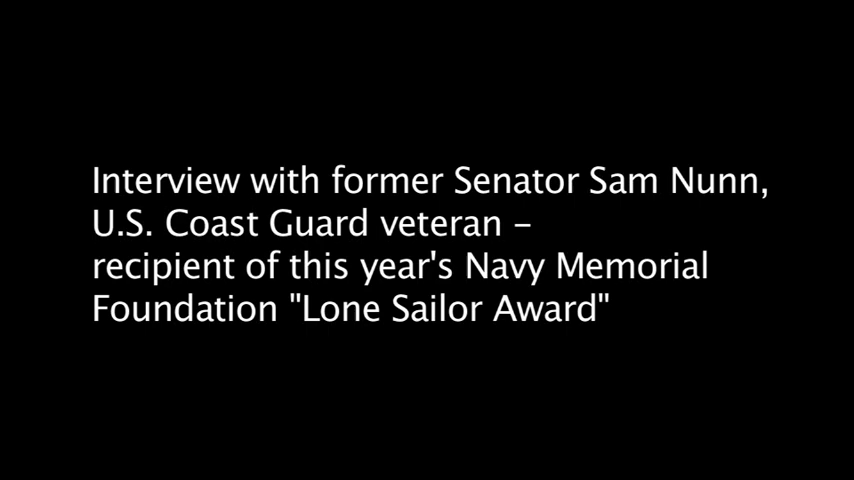 Interview with former Senator Sam Nunn,
U.S. Coast Guard veteran –
recipient of this year's Navy Memorial
Foundation "Lone Sailor Award"